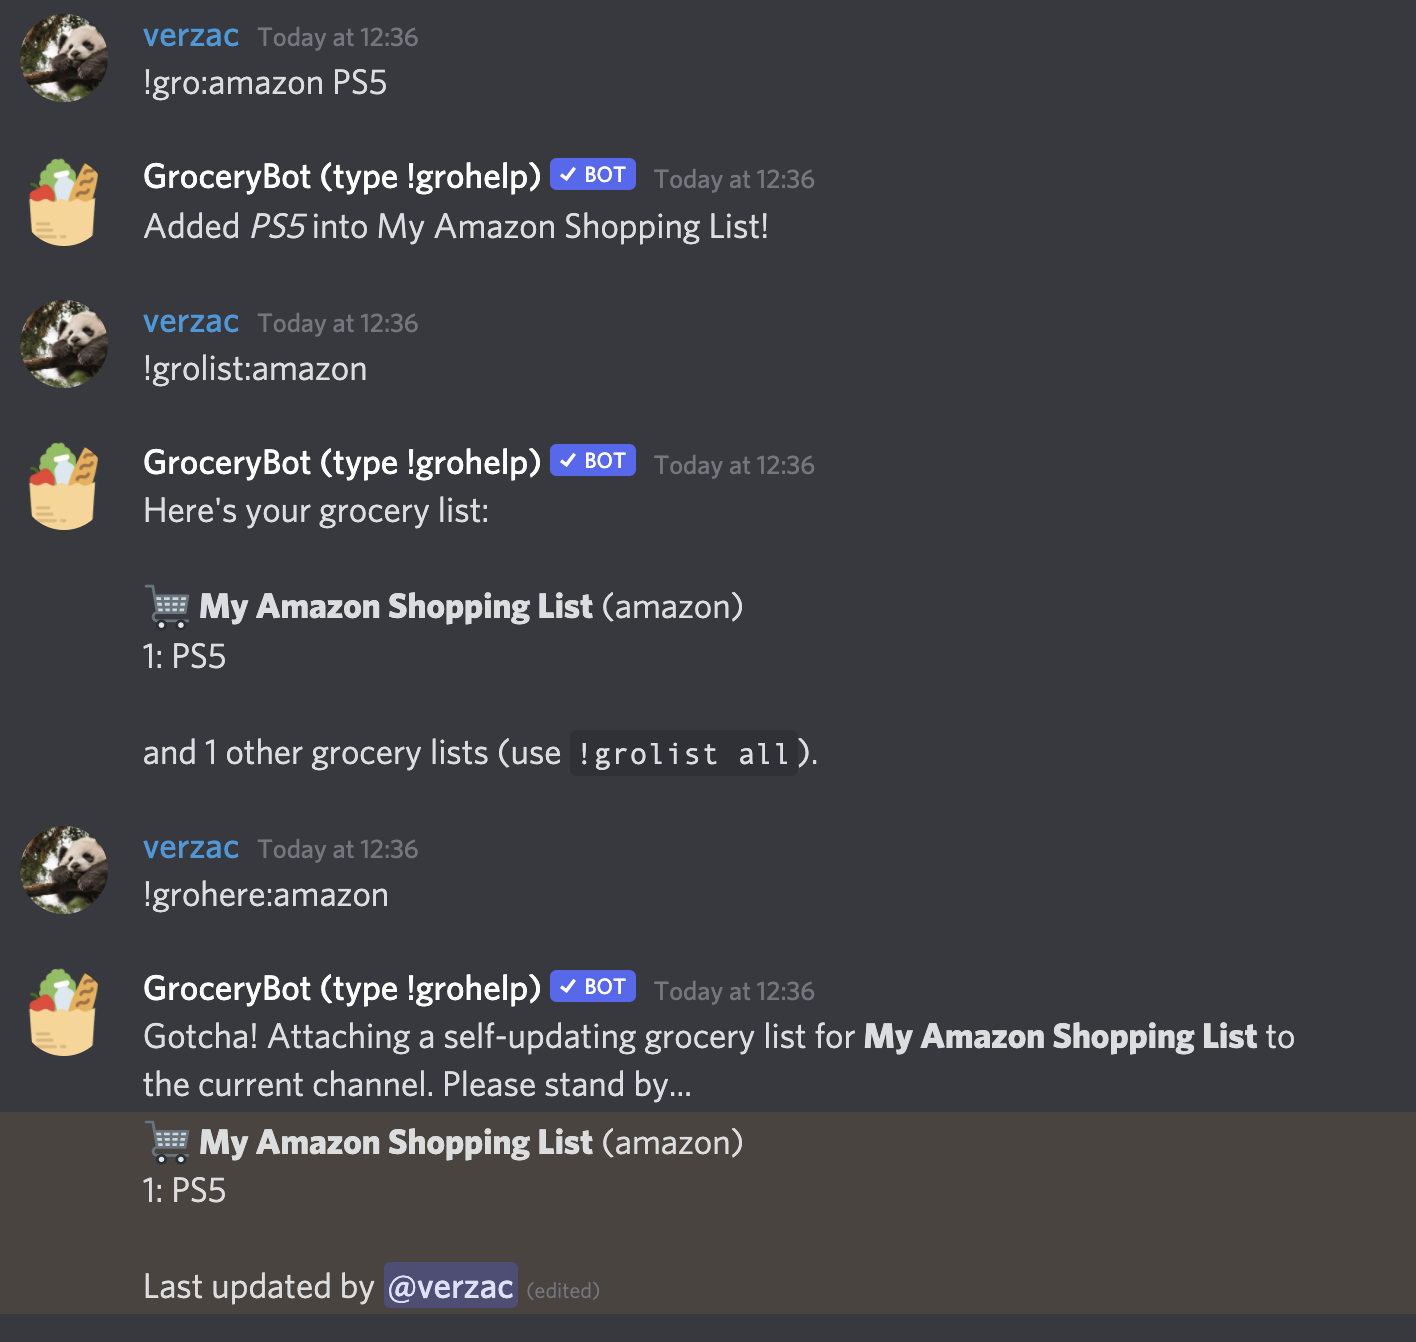 verzac Today at 12:36
!gro:amazon PS5
GroceryBot (type !grohelp) ✓ BOT Today at 12:36
Added PS5 into My Amazon Shopping List!
verzac Today at 12:36
!grolist:amazon
GroceryBot (type !grohelp) ✓ BOT Today at 12:36
Here's your grocery list:
My Amazon Shopping List (amazon)
1: PS5
and 1 other grocery lists (use !grolist all).
verzac Today at 12:36
!grohere:amazon
GroceryBot (type !grohelp) ✓ BOT Today at 12:36
Gotcha! Attaching a self-updating grocery list for My Amazon Shopping List to
the current channel. Please stand by...
My Amazon Shopping List (amazon)
1: PS5
Last updated by @verzac (edited)